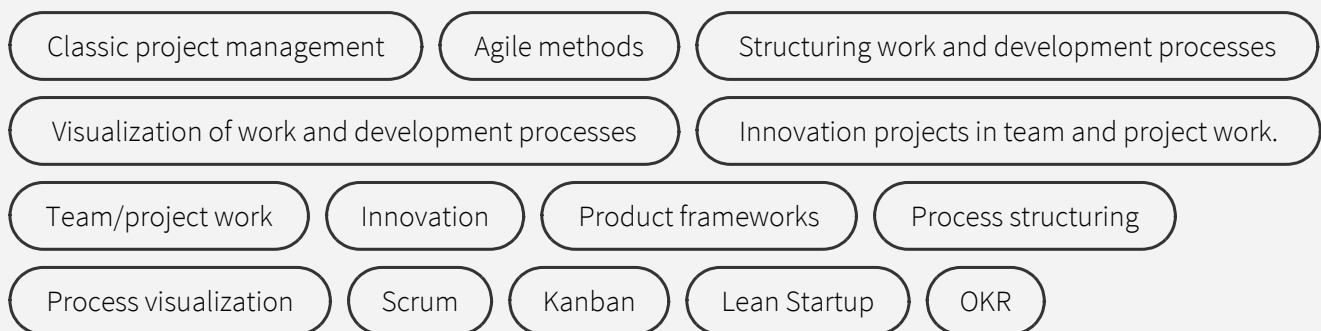 Classic project management Agile methods Structuring work and development processes
Visualization of work and development processes Innovation projects in team and project work.
Team/project work Innovation Product frameworks Process structuring
Process visualization Scrum Kanban Lean Startup OKR